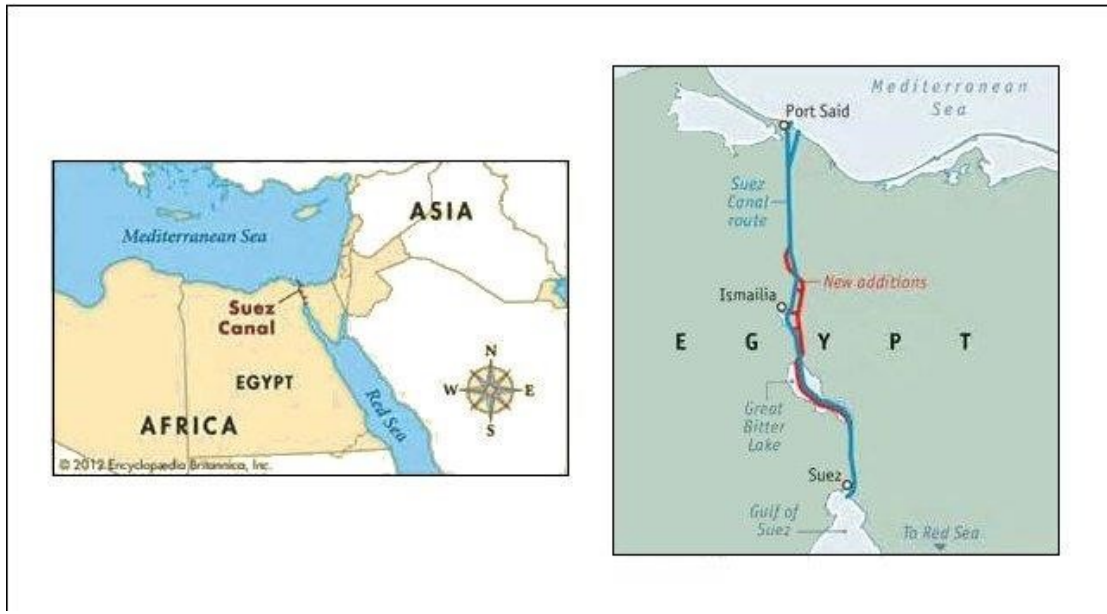 ASIA
Mediterranean Sea
Suez
Canal
EGYPT
AFRICA
Red Sea
N
W
E
S
© 2012 Encyclopædia Britannica, Inc.
Mediterranean
Sea
Port Said
Suez
Canal
route
New additions
Ismailia
E G Y P T
Great
Bitter
Lake
Suez
Gulf of
Suez
To Red Sea